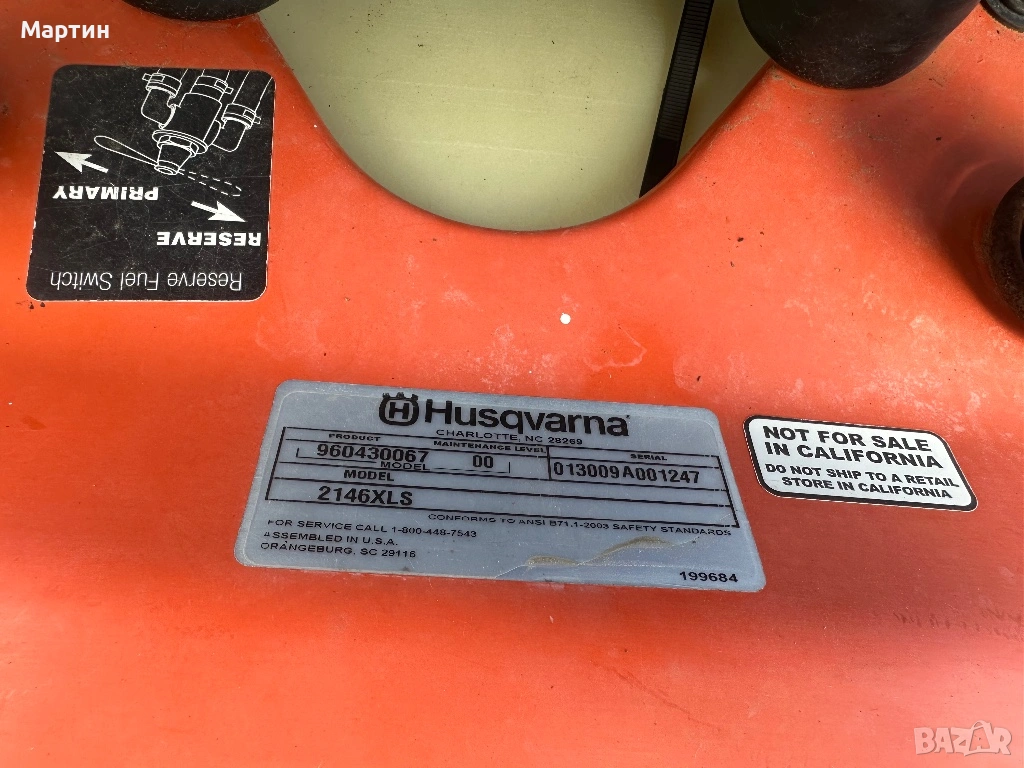 Мартин
PRIMARY
RESERVE
Reserve Fuel Switch
Husqvarna
CHARLOTTE, NC 28269
PRODUCT MAINTENANCE LEVEL SERIAL
960430067 00 013009A001247
MODEL
MODEL
2146XLS
CONFORMS TO ANSI B71.1-2003 SAFETY STANDARDS
FOR SERVICE CALL 1-800-448-7543
ASSEMBLED IN U.S.A.
ORANGEBURG, SC 29116
199684
NOT FOR SALE
IN CALIFORNIA
DO NOT SHIP TO A RETAIL
STORE IN CALIFORNIA
BAZAR